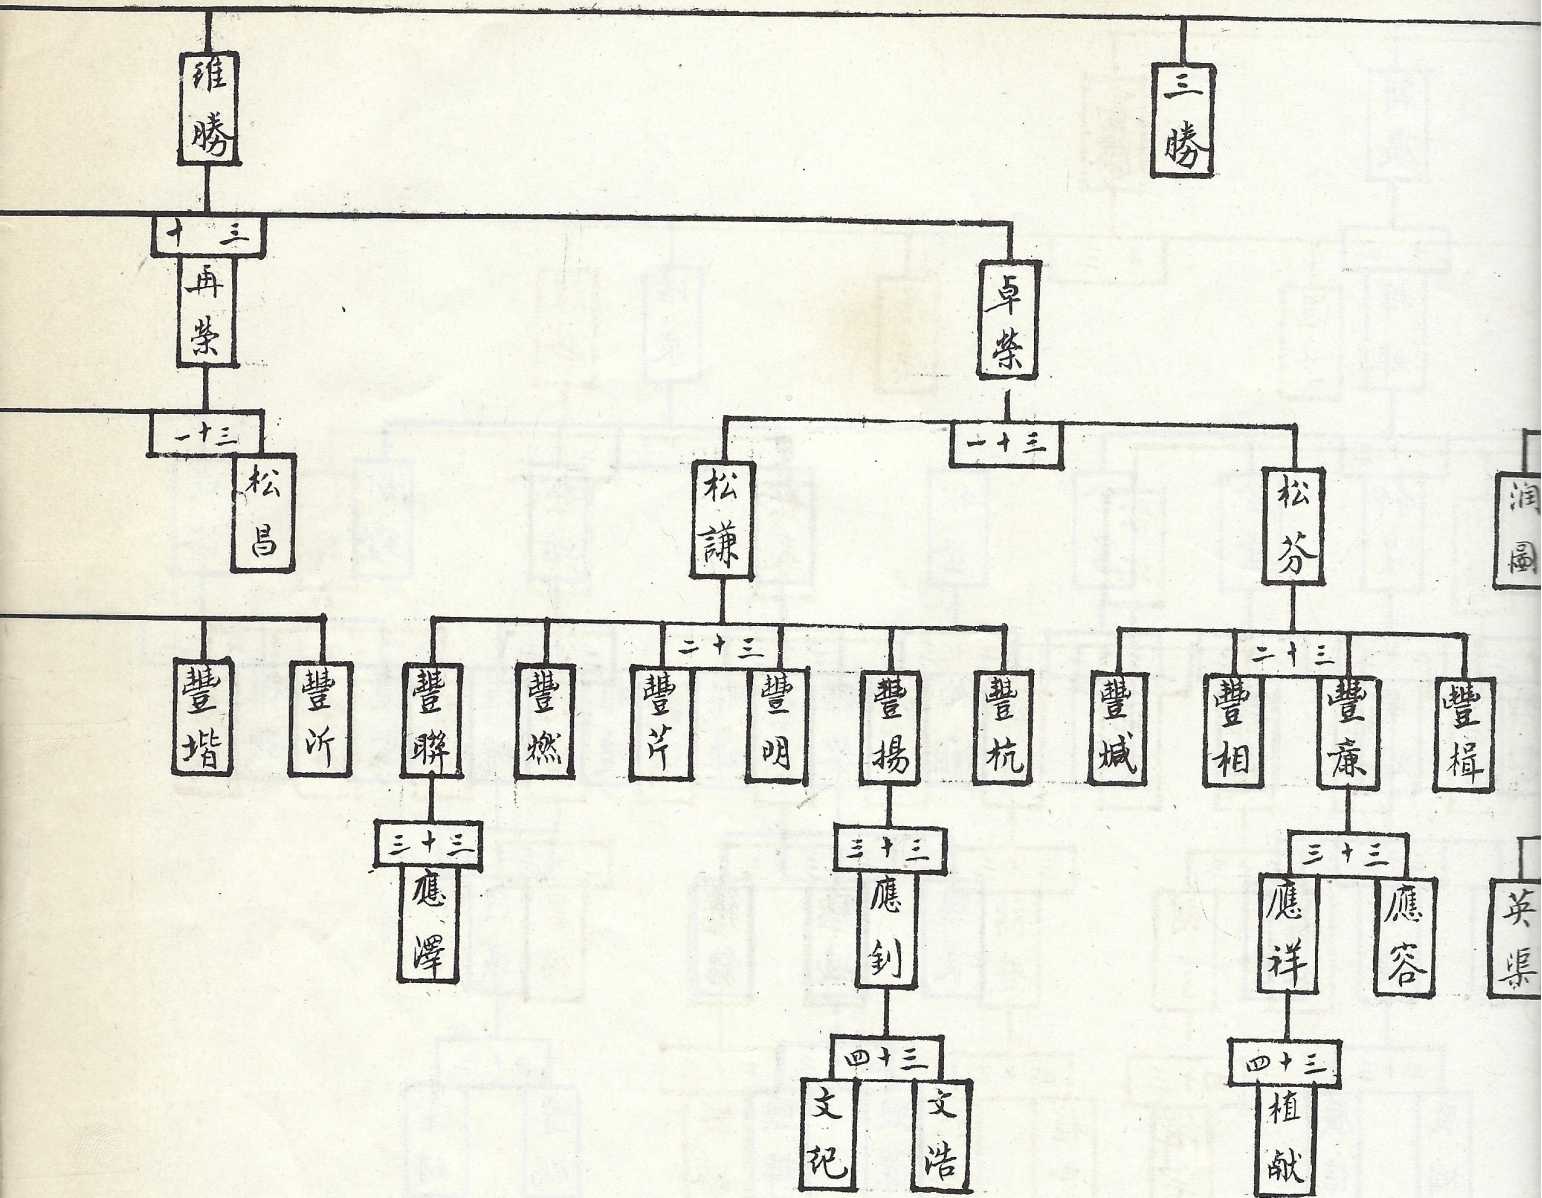 三勝
維勝
三十
卓榮
再榮
三十一
三十一
润圖
松芬
松謙
松昌
三十二
三十二
豐楫
豐廉
豐相
豐緘
豐杭
豐揚
豐明
豐芹
豐燃
豐聯
豐沂
豐堦
三十三
三十三
三十三
英渠
應容
應祥
應釗
應澤
三十四
三十四
植猷
文浩
文紀